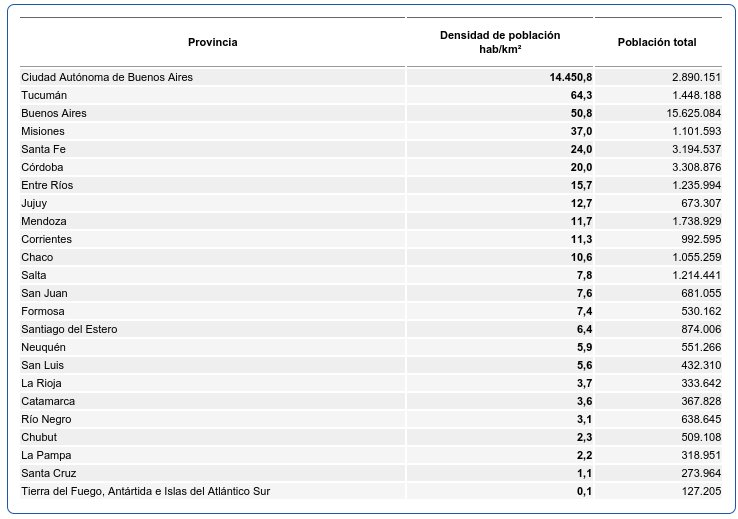 Provincia Densidad de población Población total
hab/km²
Ciudad Autónoma de Buenos Aires 14.450,8 2.890.151
Tucumán 64,3 1.448.188
Buenos Aires 50,8 15.625.084
Misiones 37,0 1.101.593
Santa Fe 24,0 3.194.537
Córdoba 20,0 3.308.876
Entre Ríos 15,7 1.235.994
Jujuy 12,7 673.307
Mendoza 11,7 1.738.929
Corrientes 11,3 992.595
Chaco 10,6 1.055.259
Salta 7,8 1.214.441
San Juan 7,6 681.055
Formosa 7,4 530.162
Santiago del Estero 6,4 874.006
Neuquén 5,9 551.266
San Luis 5,6 432.310
La Rioja 3,7 333.642
Catamarca 3,6 367.828
Río Negro 3,1 638.645
Chubut 2,3 509.108
La Pampa 2,2 318.951
Santa Cruz 1,1 273.964
Tierra del Fuego, Antártida e Islas del Atlántico Sur 0,1 127.205